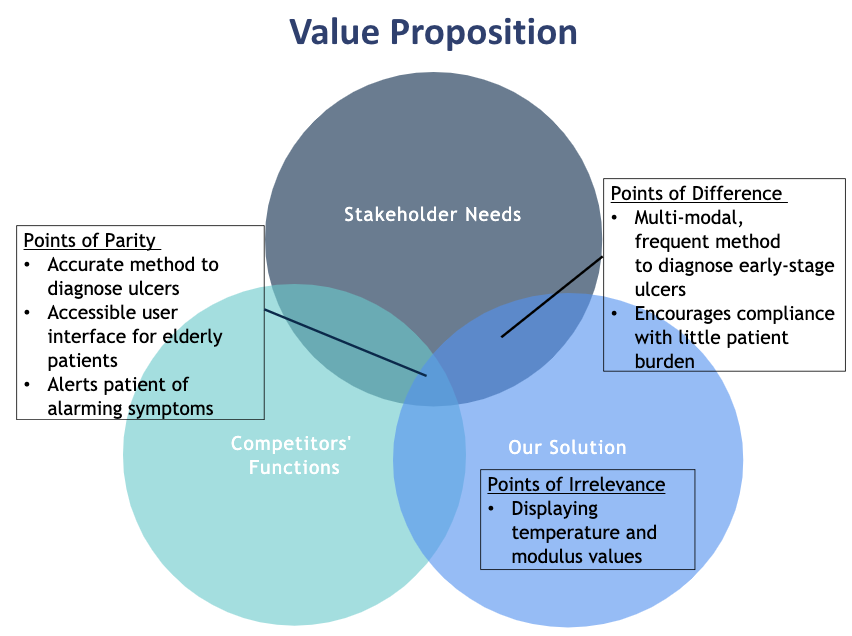 Value Proposition
Stakeholder Needs
Points of Difference
• Multi-modal,
frequent method
to diagnose early-stage
ulcers
• Encourages compliance
with little patient
burden
Points of Parity
• Accurate method to
diagnose ulcers
• Accessible user
interface for elderly
patients
• Alerts patient of
alarming symptoms
Competitors'
Functions
Our Solution
Points of Irrelevance
• Displaying
temperature and
modulus values